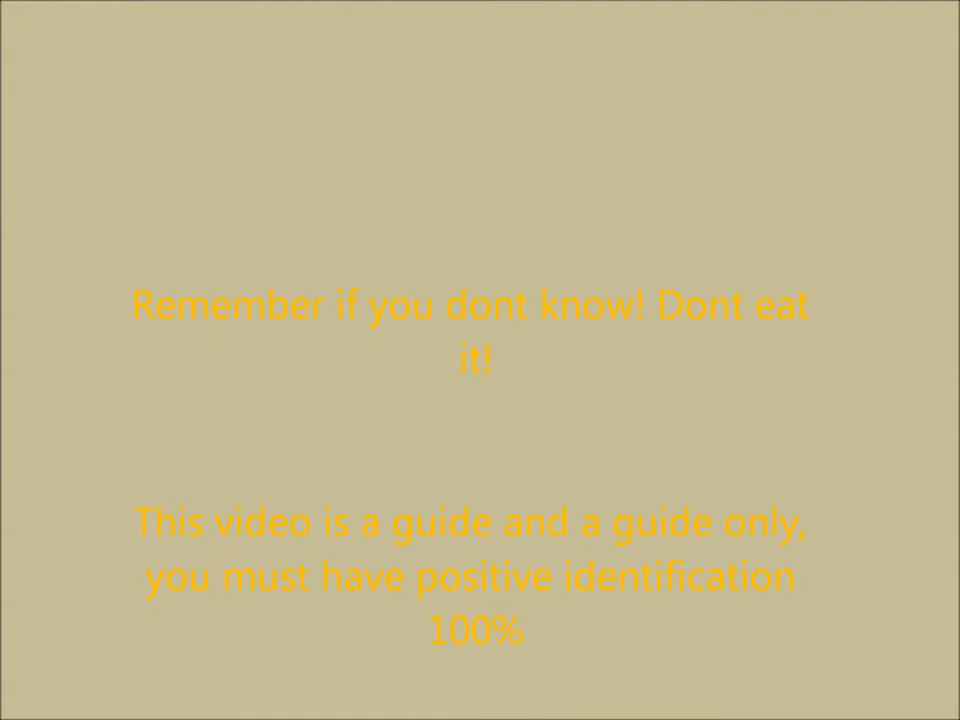 Remember if you dont know! Dont eat
it!
This video is a guide and a guide only,
you must have positive identification
100%